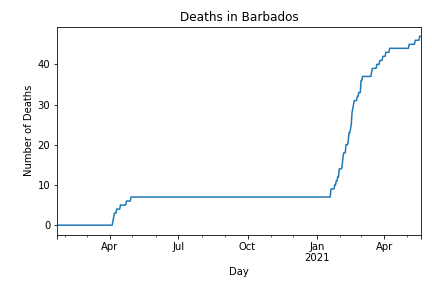 Deaths in Barbados
Number of Deaths
40
30
20
10
0
Apr
Jul
Oct
Jan
2021
Apr
Day